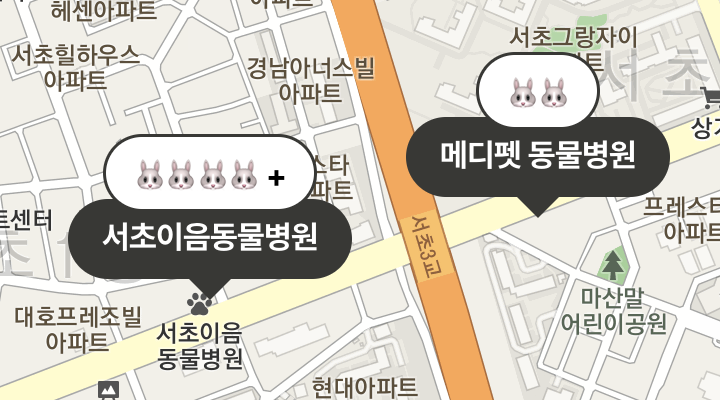 헤센아파트
아파트
서초힐하우스
아파트
경남아너스빌
아파트
서초그랑자이
서초
메디펫 동물병원
스타
파트
+
서초이음동물병원
트센터
서초3교
프레스티
아파트
마산말
어린이공원
대호프레조빌
아파트
서초이음
동물병원
현대아파트